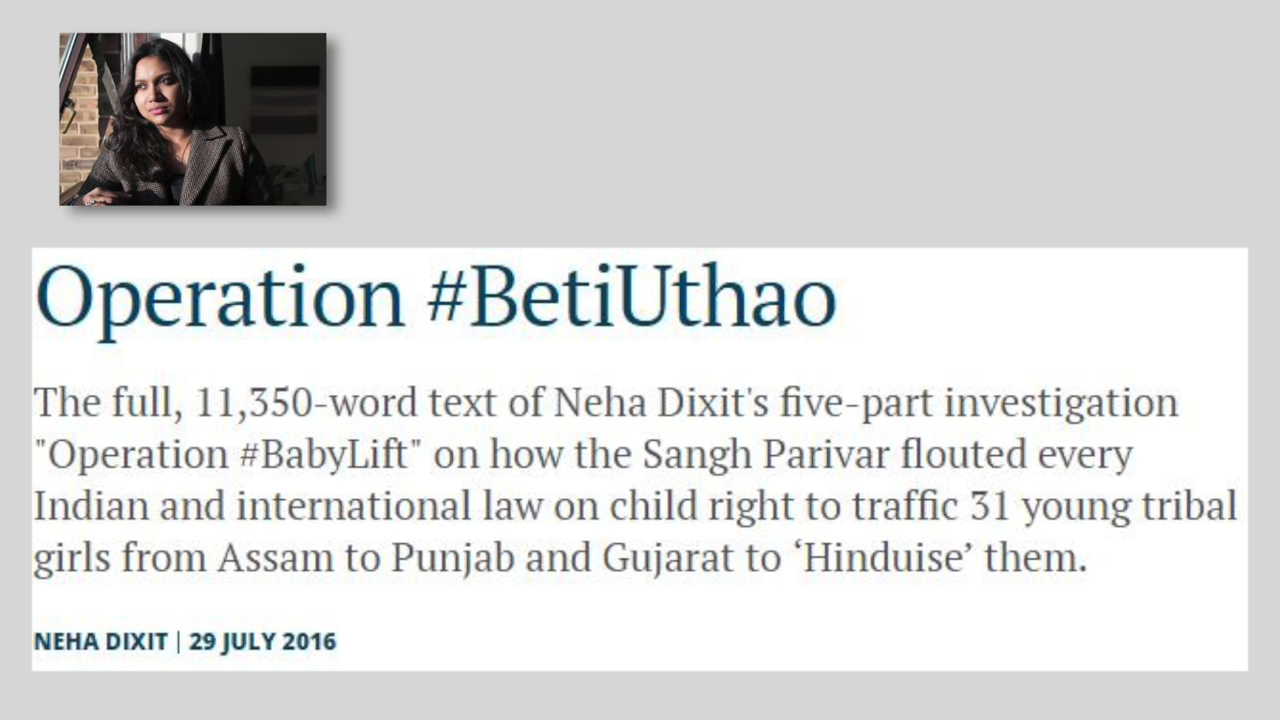 Operation #BetiUthao
The full, 11,350-word text of Neha Dixit's five-part investigation
"Operation #BabyLift" on how the Sangh Parivar flouted every
Indian and international law on child right to traffic 31 young tribal
girls from Assam to Punjab and Gujarat to ‘Hinduise’ them.
NEHA DIXIT | 29 JULY 2016